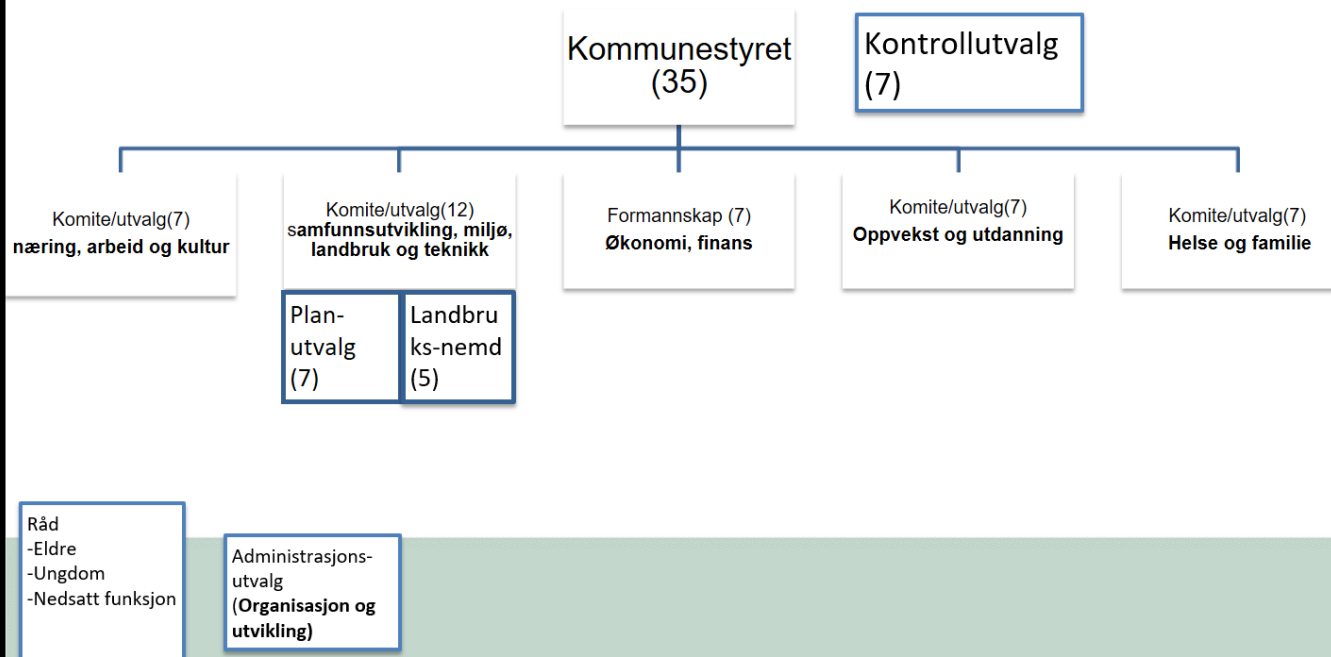 Kommunestyret
(35)
Kontrollutvalg
(7)
Komite/utvalg(7)
næring, arbeid og kultur
Komite/utvalg(12)
samfunnsutvikling, miljø,
landbruk og teknikk
Formannskap (7)
Økonomi, finans
Komite/utvalg(7)
Oppvekst og utdanning
Komite/utvalg(7)
Helse og familie
Plan-
utvalg
(7)
Landbru
ks-nemd
(5)
Råd
-Eldre
-Ungdom
-Nedsatt funksjon
Administrasjons-
utvalg
(Organisasjon og
utvikling)